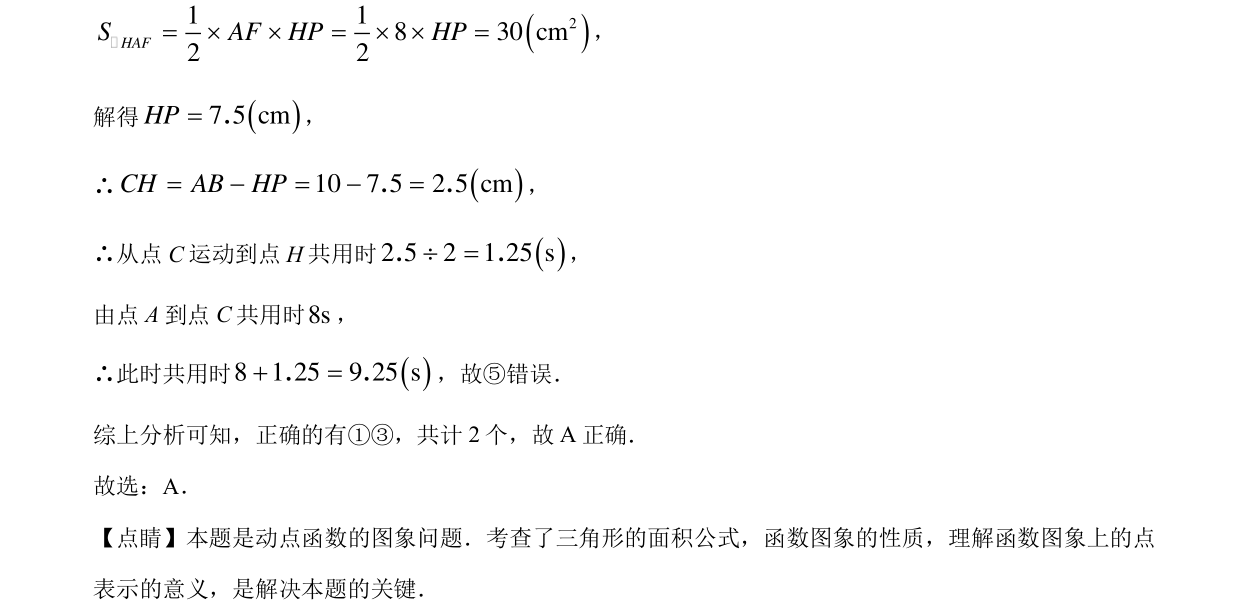 S□HAF = 1/2 × AF × HP = 1/2 × 8 × HP = 30(cm²),
解得 HP = 7.5(cm),
∴ CH = AB − HP = 10 − 7.5 = 2.5(cm),
∴从点 C 运动到点 H 共用时 2.5 ÷ 2 = 1.25(s),
由点 A 到点 C 共用时 8s，
∴此时共用时 8 + 1.25 = 9.25(s)，故⑤错误．
综上分析可知，正确的有①③，共计 2 个，故 A 正确．
故选：A．
【点睛】本题是动点函数的图象问题．考查了三角形的面积公式，函数图象的性质，理解函数图象上的点
表示的意义，是解决本题的关键．